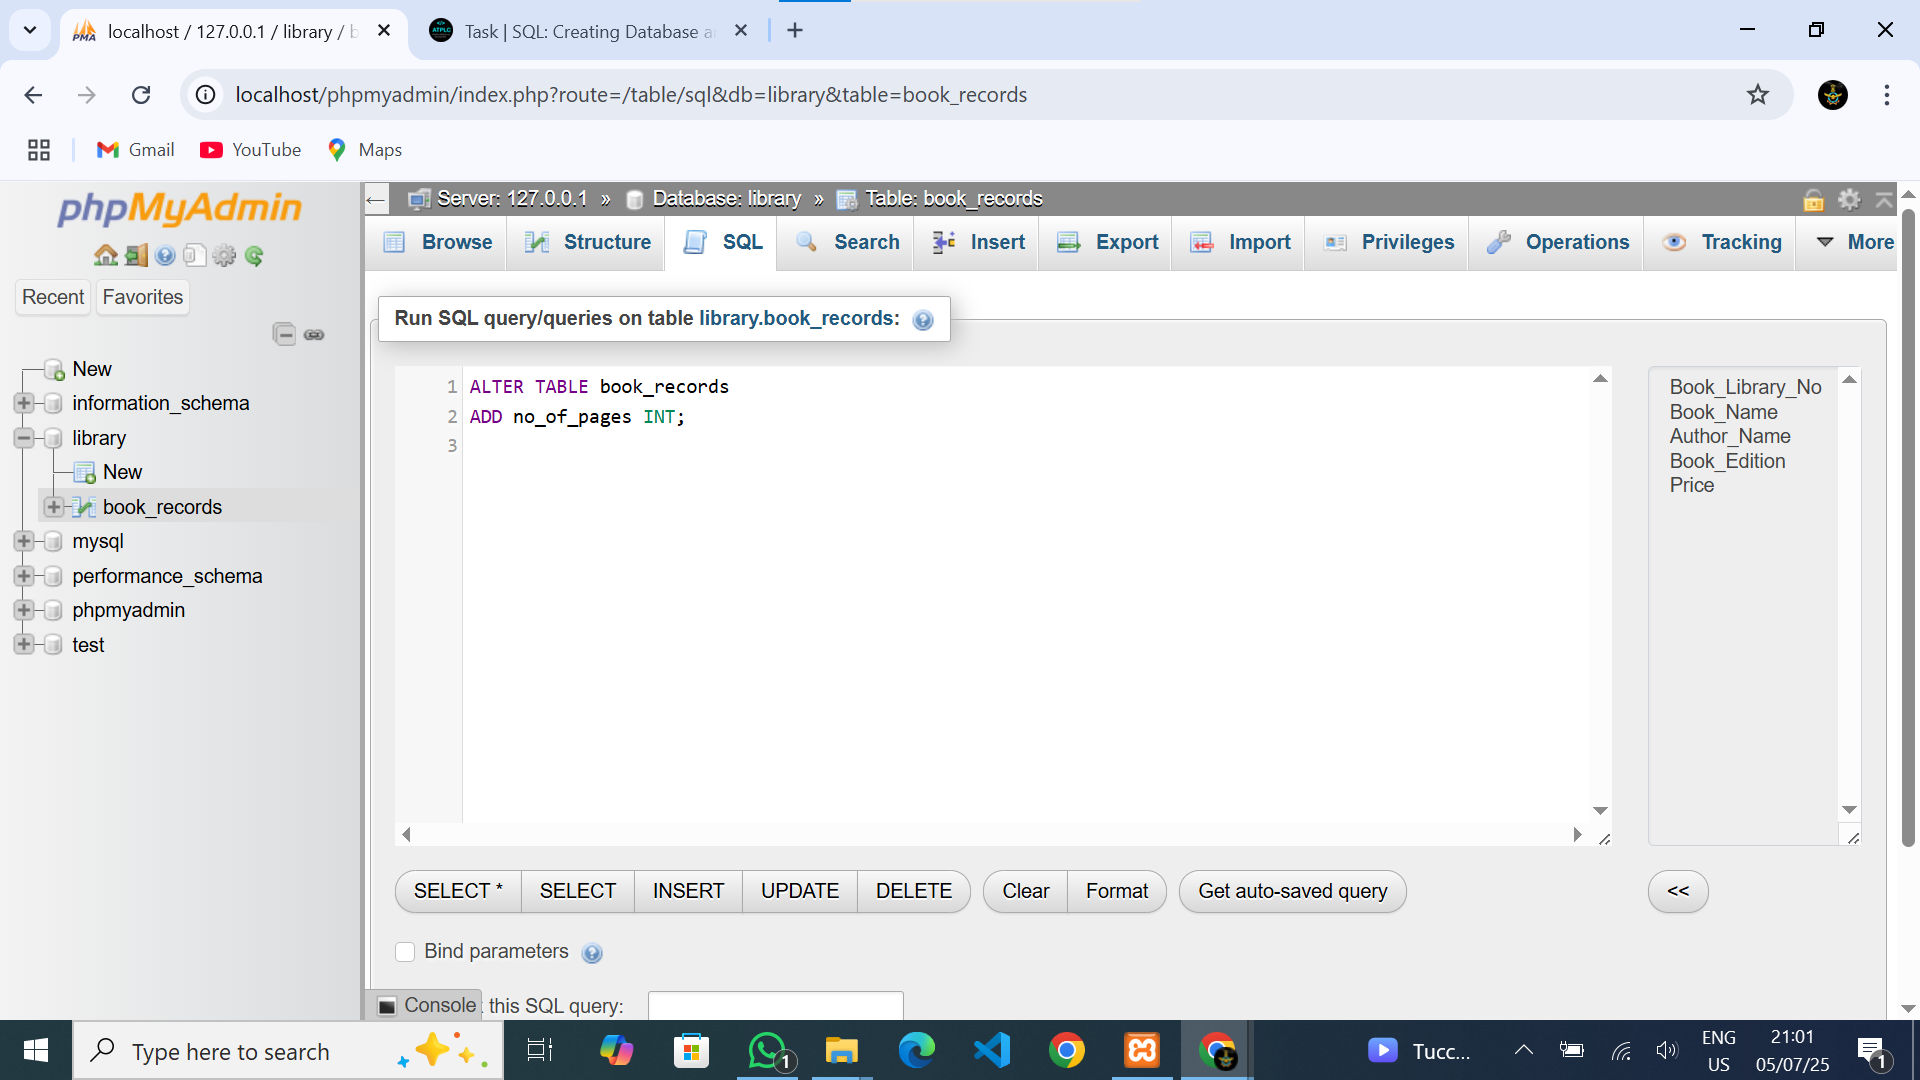 localhost / 127.0.0.1 / library / b
Task | SQL: Creating Database a
localhost/phpmyadmin/index.php?route=/table/sql&db=library&table=book_records
Gmail
YouTube
Maps
phpMyAdmin
Recent
Favorites
New
information_schema
library
New
book_records
mysql
performance_schema
phpmyadmin
test
Server: 127.0.0.1 » Database: library » Table: book_records
Browse
Structure
SQL
Search
Insert
Export
Import
Privileges
Operations
Tracking
More
Run SQL query/queries on table library.book_records:
1 ALTER TABLE book_records
2 ADD no_of_pages INT;
3
Book_Library_No
Book_Name
Author_Name
Book_Edition
Price
SELECT *
SELECT
INSERT
UPDATE
DELETE
Clear
Format
Get auto-saved query
<<
Bind parameters
Console
this SQL query:
Type here to search
1
Tucc...
ENG
US
21:01
05/07/25
1